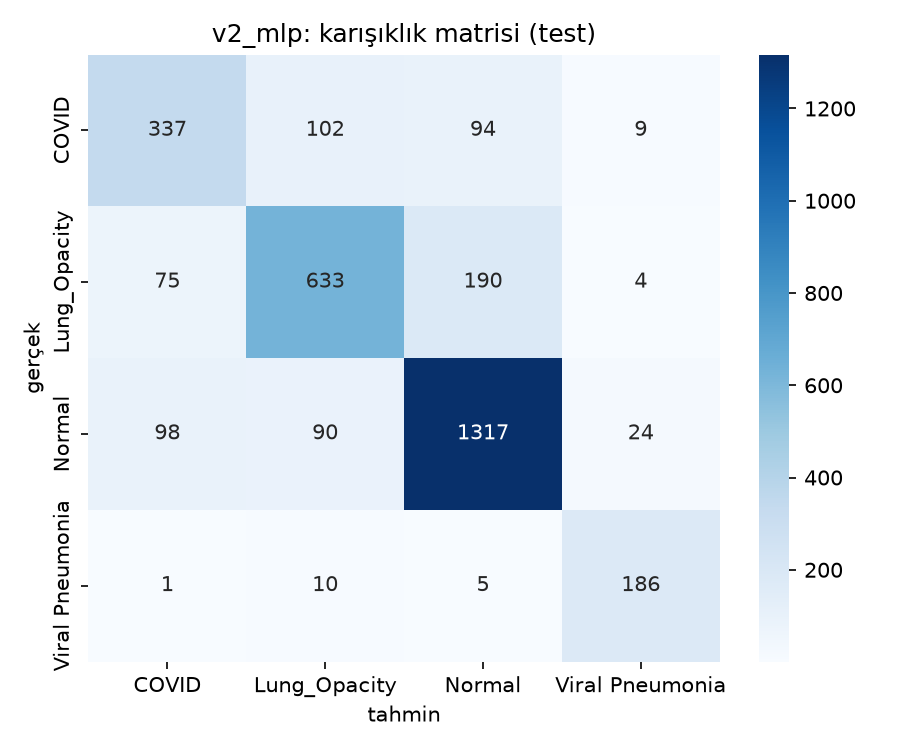 v2_mlp: karışıklık matrisi (test)
COVID 337 102 94 9
Lung_Opacity 75 633 190 4
Normal 98 90 1317 24
Viral Pneumonia 1 10 5 186
gerçek
COVID Lung_Opacity Normal Viral Pneumonia
tahmin
1200
1000
800
600
400
200